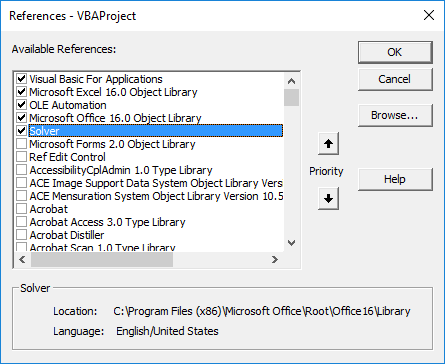 References - VBAProject
Available References:
OK
Visual Basic For Applications
Microsoft Excel 16.0 Object Library
OLE Automation
Microsoft Office 16.0 Object Library
Solver
Microsoft Forms 2.0 Object Library
Ref Edit Control
AccessibilityCplAdmin 1.0 Type Library
ACE Image Support Data System Object Library Vers
ACE Mensuration System Object Library Version 10.5
Acrobat
Acrobat Access 3.0 Type Library
Acrobat Distiller
Acrobat Scan 1.0 Type Library
Cancel
Browse...
Priority
Help
Solver
Location: C:\Program Files (x86)\Microsoft Office\Root\Office16\Library
Language: English/United States